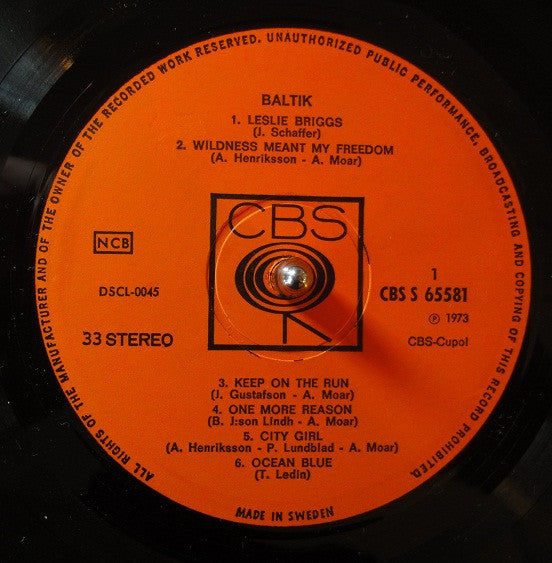 ALL RIGHTS OF THE MANUFACTURER AND OF THE OWNER OF THE RECORDED WORK RESERVED. UNAUTHORIZED PUBLIC PERFORMANCE, BROADCASTING AND COPYING OF THIS RECORD PROHIBITED.
BALTIK
1. LESLIE BRIGGS
(J. Schaffer)
2. WILDNESS MEANT MY FREEDOM
(A. Henriksson - A. Moar)
CBS
NCB
DSCL-0045
33 STEREO
1
CBS S 65581
℗ 1973
CBS-Cupol
3. KEEP ON THE RUN
(J. Gustafson - A. Moar)
4. ONE MORE REASON
(B. J:son Lindh - A. Moar)
5. CITY GIRL
(A. Henriksson - P. Lundblad - A. Moar)
6. OCEAN BLUE
(T. Ledin)
MADE IN SWEDEN